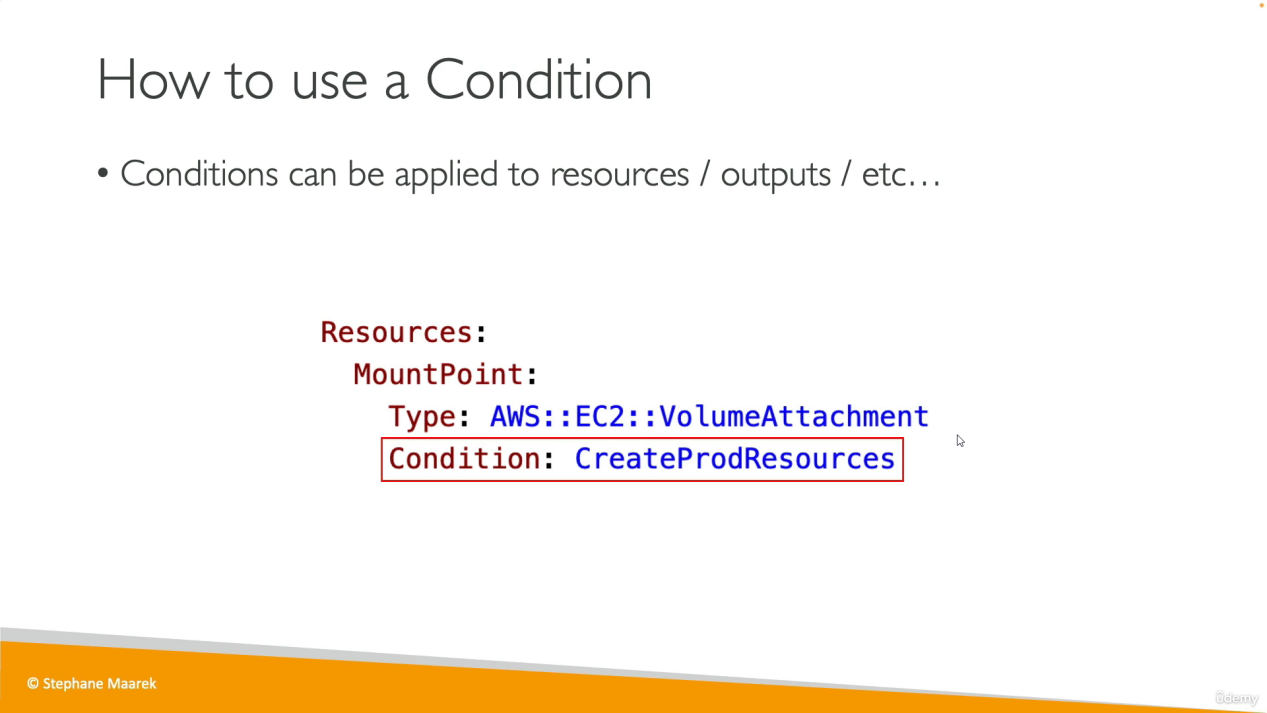 How to use a Condition
• Conditions can be applied to resources / outputs / etc…
Resources:
MountPoint:
Type: AWS::EC2::VolumeAttachment
Condition: CreateProdResources
© Stephane Maarek
ûdemy